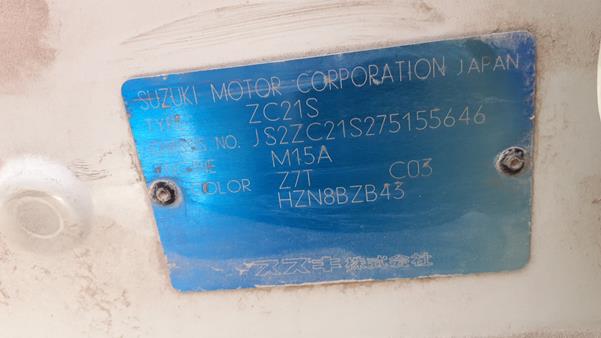 SUZUKI MOTOR CORPORATION JAPAN
TYPE ZC21S
CHASSIS NO. JS2ZC21S275155646
M15A
COLOR Z7T C03
HZN8BZB43
スズキ株式会社